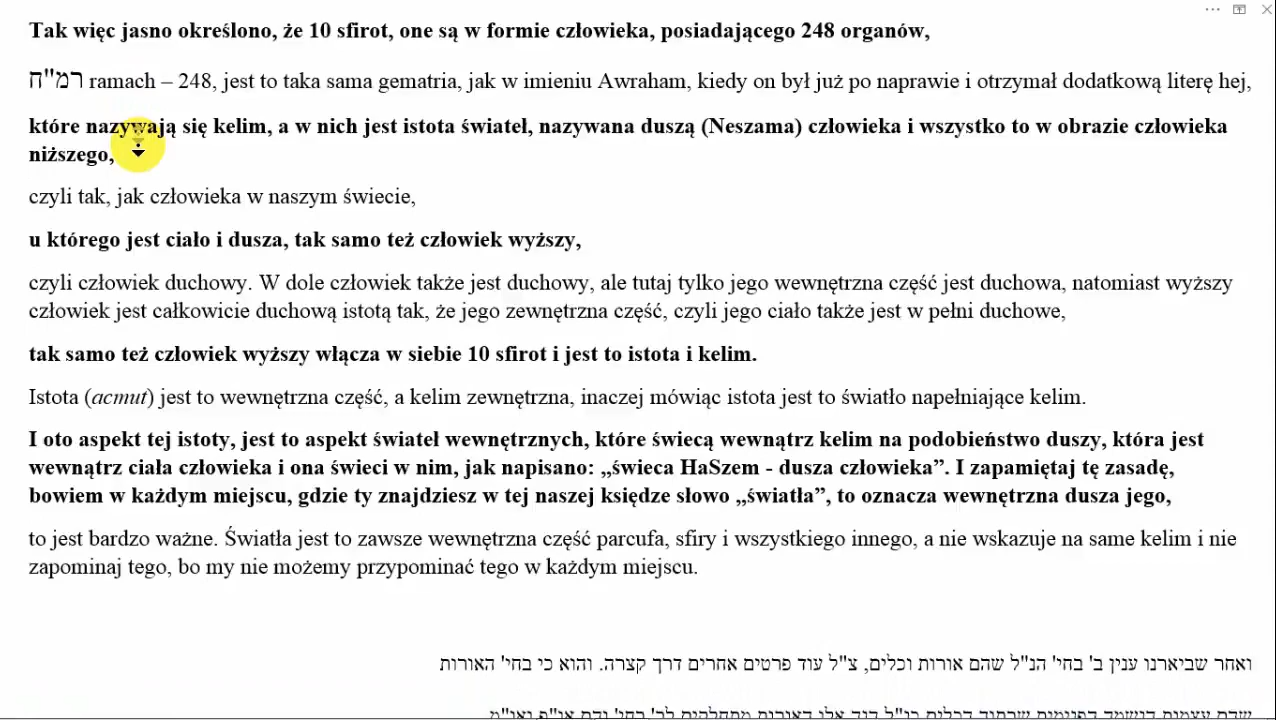 Tak więc jasno określono, że 10 sfirot, one są w formie człowieka, posiadającego 248 organów,
רמ"ח ramach – 248, jest to taka sama gematria, jak w imieniu Awraham, kiedy on był już po naprawie i otrzymał dodatkową literę hej,
które nazywają się kelim, a w nich jest istota świateł, nazywana duszą (Neszama) człowieka i wszystko to w obrazie człowieka
niższego,
czyli tak, jak człowieka w naszym świecie,
u którego jest ciało i dusza, tak samo też człowiek wyższy,
czyli człowiek duchowy. W dole człowiek także jest duchowy, ale tutaj tylko jego wewnętrzna część jest duchowa, natomiast wyższy
człowiek jest całkowicie duchową istotą tak, że jego zewnętrzna część, czyli jego ciało także jest w pełni duchowe,
tak samo też człowiek wyższy włącza w siebie 10 sfirot i jest to istota i kelim.
Istota (acmut) jest to wewnętrzna część, a kelim zewnętrzna, inaczej mówiąc istota jest to światło napełniające kelim.
I oto aspekt tej istoty, jest to aspekt świateł wewnętrznych, które świecą wewnątrz kelim na podobieństwo duszy, która jest
wewnątrz ciała człowieka i ona świeci w nim, jak napisano: „świeca HaSzem - dusza człowieka”. I zapamiętaj tę zasadę,
bowiem w każdym miejscu, gdzie ty znajdziesz w tej naszej księdze słowo „światła”, to oznacza wewnętrzna dusza jego,
to jest bardzo ważne. Światła jest to zawsze wewnętrzna część parcufa, sfiry i wszystkiego innego, a nie wskazuje na same kelim i nie
zapominaj tego, bo my nie możemy przypominać tego w każdym miejscu.
ואחר שביארנו ענין ב' בחי' הנ"ל שהם אורות וכלים, צ"ל עוד פרטים אחרים דרך קצרה. והוא כי בחי' האורות